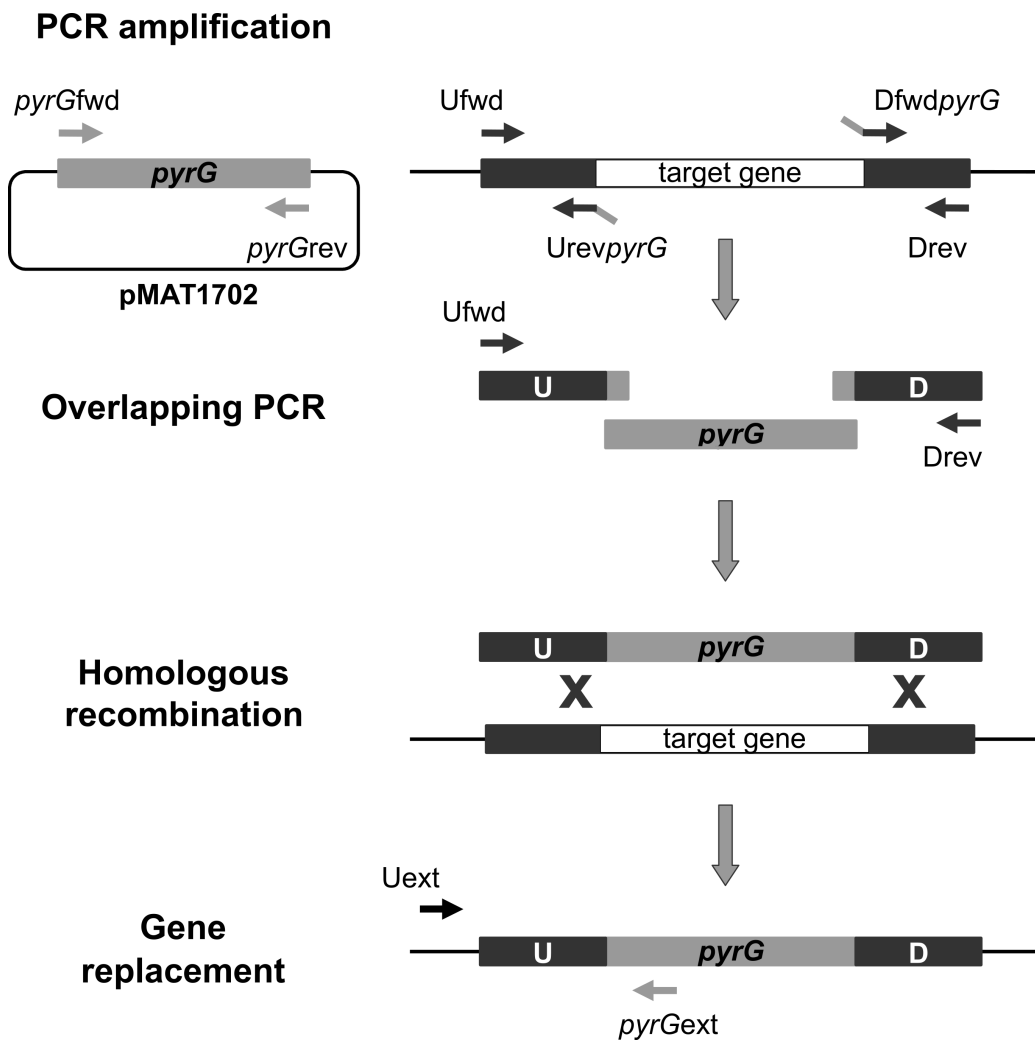 PCR amplification
pyrGfwd
Ufwd
DfwdpyrG
pyrG
target gene
pyrGrev
UrevpyrG
Drev
pMAT1702
Ufwd
Overlapping PCR
U
D
pyrG
Drev
Homologous
recombination
U
pyrG
D
X
X
target gene
Uext
Gene
replacement
U
pyrG
D
pyrGext